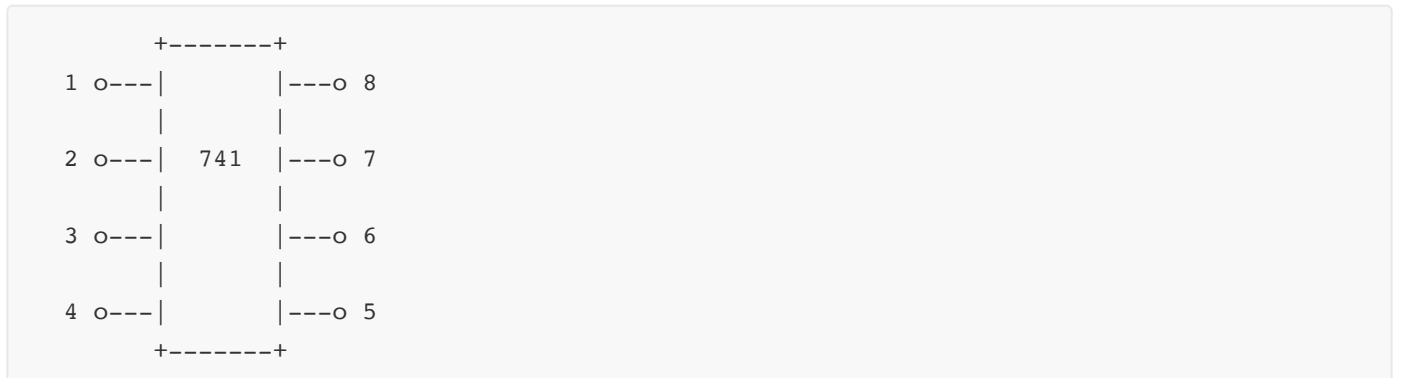 +-------+
1 o---|       |---o 8
|       |
2 o---|  741  |---o 7
|       |
3 o---|       |---o 6
|       |
4 o---|       |---o 5
+-------+